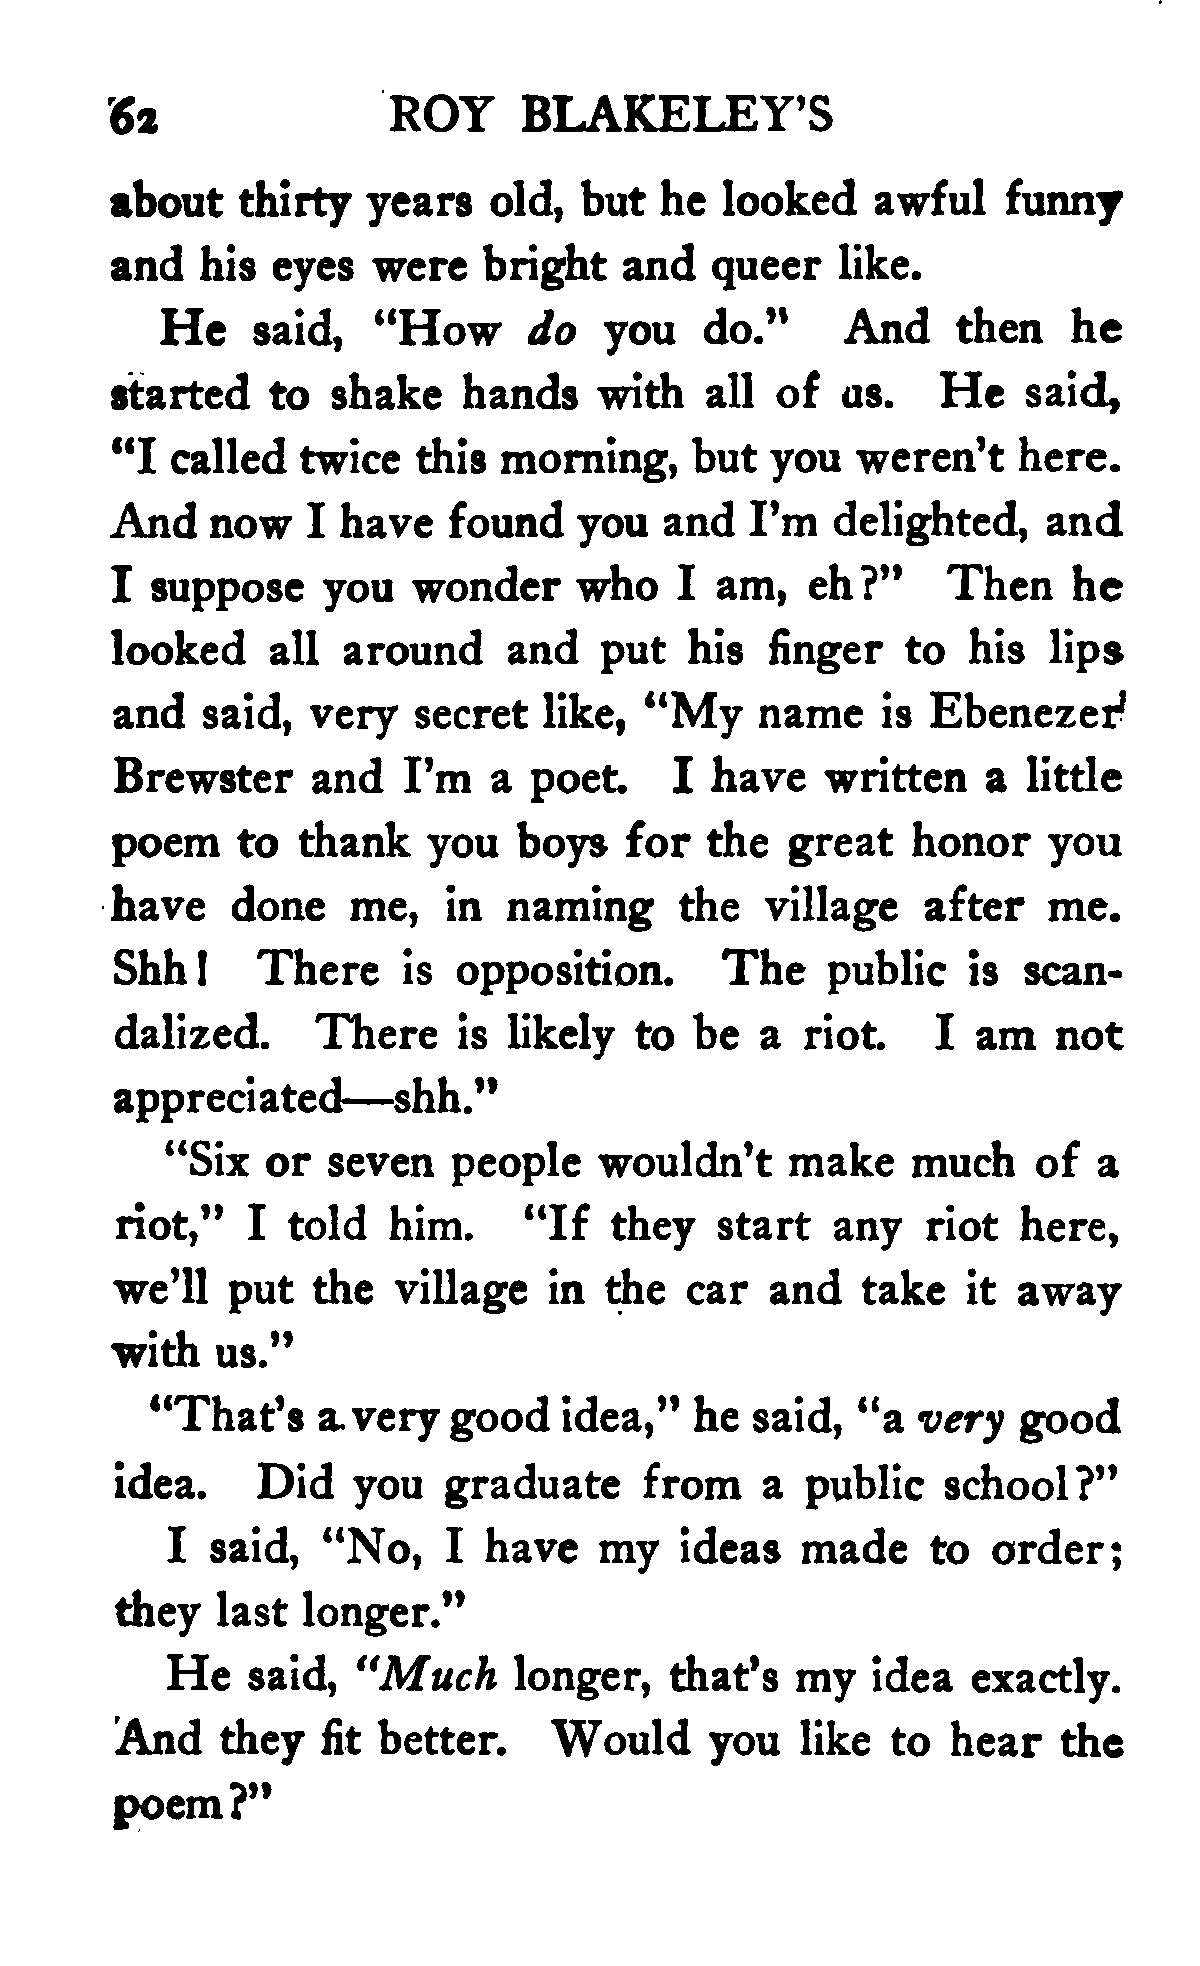 62 ROY BLAKELEY'S
about thirty years old, but he looked awful funny
and his eyes were bright and queer like.
He said, "How do you do." And then he
started to shake hands with all of us. He said,
"I called twice this morning, but you weren't here.
And now I have found you and I'm delighted, and
I suppose you wonder who I am, eh?" Then he
looked all around and put his finger to his lips
and said, very secret like, "My name is Ebenezer
Brewster and I'm a poet. I have written a little
poem to thank you boys for the great honor you
have done me, in naming the village after me.
Shh! There is opposition. The public is scan-
dalized. There is likely to be a riot. I am not
appreciated—shh."
"Six or seven people wouldn't make much of a
riot," I told him. "If they start any riot here,
we'll put the village in the car and take it away
with us."
"That's a very good idea," he said, "a very good
idea. Did you graduate from a public school?"
I said, "No, I have my ideas made to order;
they last longer."
He said, "Much longer, that's my idea exactly.
And they fit better. Would you like to hear the
poem?"